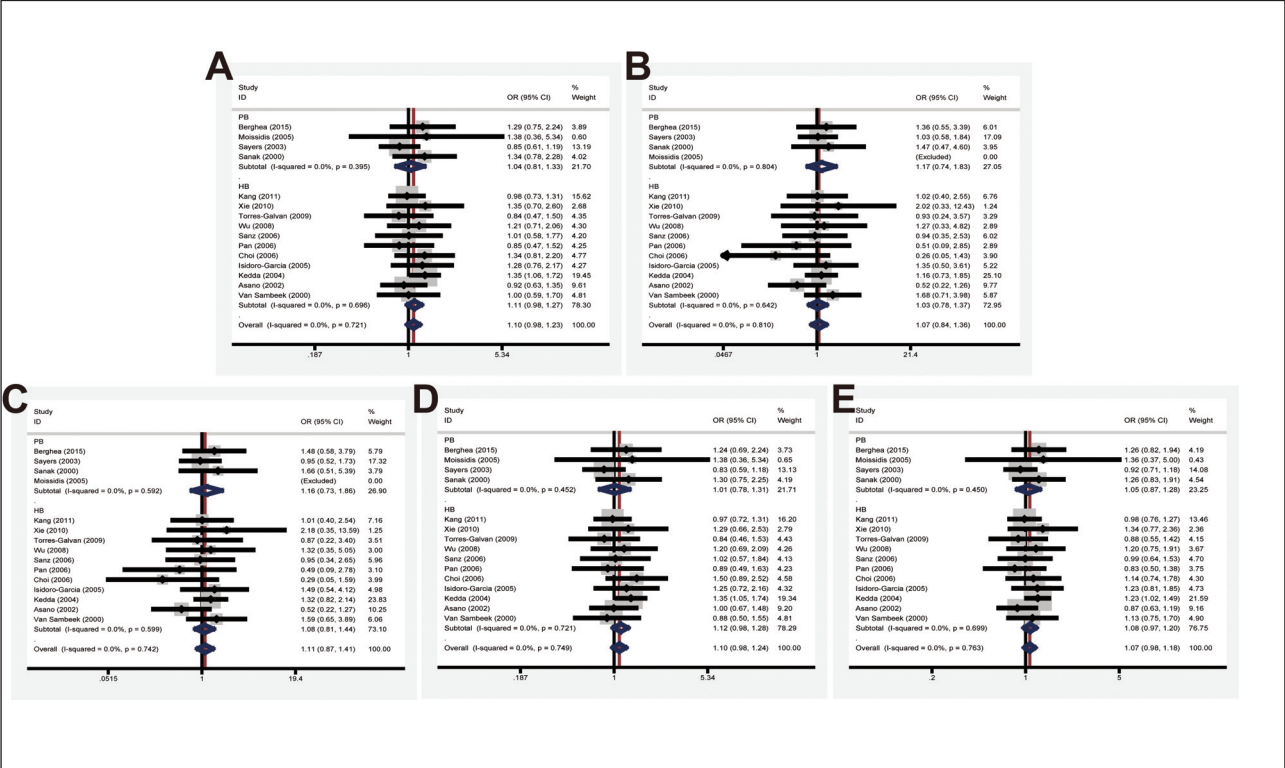 A
Study % 
ID OR (95% CI) Weight
PB
Berghea (2015) 1.29 (0.75, 2.24) 3.89
Moissidis (2005) 1.38 (0.36, 5.34) 0.60
Sayers (2003) 0.85 (0.61, 1.19) 13.19
Sanak (2000) 1.34 (0.78, 2.28) 4.02
Subtotal (I-squared = 0.0%, p = 0.395) 1.04 (0.81, 1.33) 21.70
.
HB
Kang (2011) 0.98 (0.73, 1.31) 15.62
Xie (2010) 1.35 (0.70, 2.60) 2.68
Torres-Galvan (2009) 0.84 (0.47, 1.50) 4.35
Wu (2008) 1.21 (0.71, 2.06) 4.30
Sanz (2006) 1.01 (0.58, 1.77) 4.20
Pan (2006) 0.85 (0.47, 1.52) 4.25
Choi (2006) 1.34 (0.81, 2.20) 4.77
Isidoro-Garcia (2005) 1.28 (0.76, 2.17) 4.27
Kedda (2004) 1.35 (1.06, 1.72) 19.45
Asano (2002) 0.92 (0.63, 1.35) 9.61
Van Sambeek (2000) 1.00 (0.59, 1.70) 4.81
Subtotal (I-squared = 0.0%, p = 0.696) 1.11 (0.98, 1.27) 78.30
.
Overall (I-squared = 0.0%, p = 0.721) 1.10 (0.98, 1.23) 100.00
.187 1 5.34
B
Study %
ID OR (95% CI) Weight
PB
Berghea (2015) 1.36 (0.55, 3.39) 6.01
Sayers (2003) 1.03 (0.58, 1.84) 17.09
Sanak (2000) 1.47 (0.47, 4.60) 3.95
Moissidis (2005) (Excluded) 0.00
Subtotal (I-squared = 0.0%, p = 0.804) 1.17 (0.74, 1.83) 27.05
.
HB
Kang (2011) 1.02 (0.40, 2.55) 6.76
Xie (2010) 2.02 (0.33, 12.43) 1.24
Torres-Galvan (2009) 0.93 (0.24, 3.57) 3.29
Wu (2008) 1.27 (0.33, 4.82) 2.89
Sanz (2006) 0.94 (0.35, 2.53) 6.02
Pan (2006) 0.51 (0.09, 2.85) 2.89
Choi (2006) 0.26 (0.05, 1.43) 3.90
Isidoro-Garcia (2005) 1.35 (0.50, 3.61) 5.22
Kedda (2004) 1.16 (0.73, 1.85) 25.10
Asano (2002) 0.52 (0.22, 1.26) 9.77
Van Sambeek (2000) 1.68 (0.71, 3.98) 5.87
Subtotal (I-squared = 0.0%, p = 0.642) 1.03 (0.78, 1.37) 72.95
.
Overall (I-squared = 0.0%, p = 0.810) 1.07 (0.84, 1.36) 100.00
.0467 1 21.4
C
Study %
ID OR (95% CI) Weight
PB
Berghea (2015) 1.48 (0.58, 3.79) 5.79
Sayers (2003) 0.95 (0.52, 1.73) 17.32
Sanak (2000) 1.66 (0.51, 5.39) 3.79
Moissidis (2005) (Excluded) 0.00
Subtotal (I-squared = 0.0%, p = 0.592) 1.16 (0.73, 1.86) 26.90
.
HB
Kang (2011) 1.01 (0.40, 2.54) 7.16
Xie (2010) 2.18 (0.35, 13.59) 1.25
Torres-Galvan (2009) 0.87 (0.22, 3.40) 3.51
Wu (2008) 1.32 (0.35, 5.05) 3.00
Sanz (2006) 0.95 (0.34, 2.65) 5.96
Pan (2006) 0.49 (0.09, 2.78) 3.10
Choi (2006) 0.29 (0.05, 1.59) 3.99
Isidoro-Garcia (2005) 1.49 (0.54, 4.12) 4.98
Kedda (2004) 1.32 (0.82, 2.14) 23.83
Asano (2002) 0.52 (0.22, 1.27) 10.25
Van Sambeek (2000) 1.59 (0.65, 3.89) 6.06
Subtotal (I-squared = 0.0%, p = 0.599) 1.08 (0.81, 1.44) 73.10
.
Overall (I-squared = 0.0%, p = 0.742) 1.11 (0.87, 1.41) 100.00
.0515 1 19.4
D
Study %
ID OR (95% CI) Weight
PB
Berghea (2015) 1.24 (0.69, 2.24) 3.73
Moissidis (2005) 1.38 (0.36, 5.34) 0.65
Sayers (2003) 0.83 (0.59, 1.18) 13.13
Sanak (2000) 1.30 (0.75, 2.25) 4.19
Subtotal (I-squared = 0.0%, p = 0.452) 1.01 (0.78, 1.31) 21.71
.
HB
Kang (2011) 0.97 (0.72, 1.31) 16.20
Xie (2010) 1.29 (0.66, 2.53) 2.79
Torres-Galvan (2009) 0.84 (0.46, 1.53) 4.43
Wu (2008) 1.20 (0.69, 2.09) 4.26
Sanz (2006) 1.02 (0.57, 1.84) 4.13
Pan (2006) 0.89 (0.49, 1.63) 4.23
Choi (2006) 1.50 (0.89, 2.52) 4.58
Isidoro-Garcia (2005) 1.25 (0.72, 2.16) 4.32
Kedda (2004) 1.35 (1.05, 1.74) 19.34
Asano (2002) 1.00 (0.67, 1.48) 9.20
Van Sambeek (2000) 0.88 (0.50, 1.55) 4.81
Subtotal (I-squared = 0.0%, p = 0.721) 1.12 (0.98, 1.28) 78.29
.
Overall (I-squared = 0.0%, p = 0.749) 1.10 (0.98, 1.24) 100.00
.187 1 5.34
E
Study %
ID OR (95% CI) Weight
PB
Berghea (2015) 1.26 (0.82, 1.94) 4.19
Moissidis (2005) 1.36 (0.37, 5.00) 0.43
Sayers (2003) 0.92 (0.71, 1.18) 14.08
Sanak (2000) 1.26 (0.83, 1.91) 4.54
Subtotal (I-squared = 0.0%, p = 0.450) 1.05 (0.87, 1.28) 23.25
.
HB
Kang (2011) 0.98 (0.76, 1.27) 13.46
Xie (2010) 1.34 (0.77, 2.36) 2.36
Torres-Galvan (2009) 0.88 (0.55, 1.42) 4.15
Wu (2008) 1.20 (0.75, 1.91) 3.67
Sanz (2006) 0.99 (0.64, 1.53) 4.70
Pan (2006) 0.83 (0.50, 1.38) 3.75
Choi (2006) 1.14 (0.74, 1.78) 4.30
Isidoro-Garcia (2005) 1.23 (0.81, 1.85) 4.73
Kedda (2004) 1.23 (1.02, 1.49) 21.59
Asano (2002) 0.87 (0.63, 1.19) 9.16
Van Sambeek (2000) 1.13 (0.75, 1.70) 4.90
Subtotal (I-squared = 0.0%, p = 0.699) 1.08 (0.97, 1.20) 76.75
.
Overall (I-squared = 0.0%, p = 0.763) 1.07 (0.98, 1.18) 100.00
.2 1 5